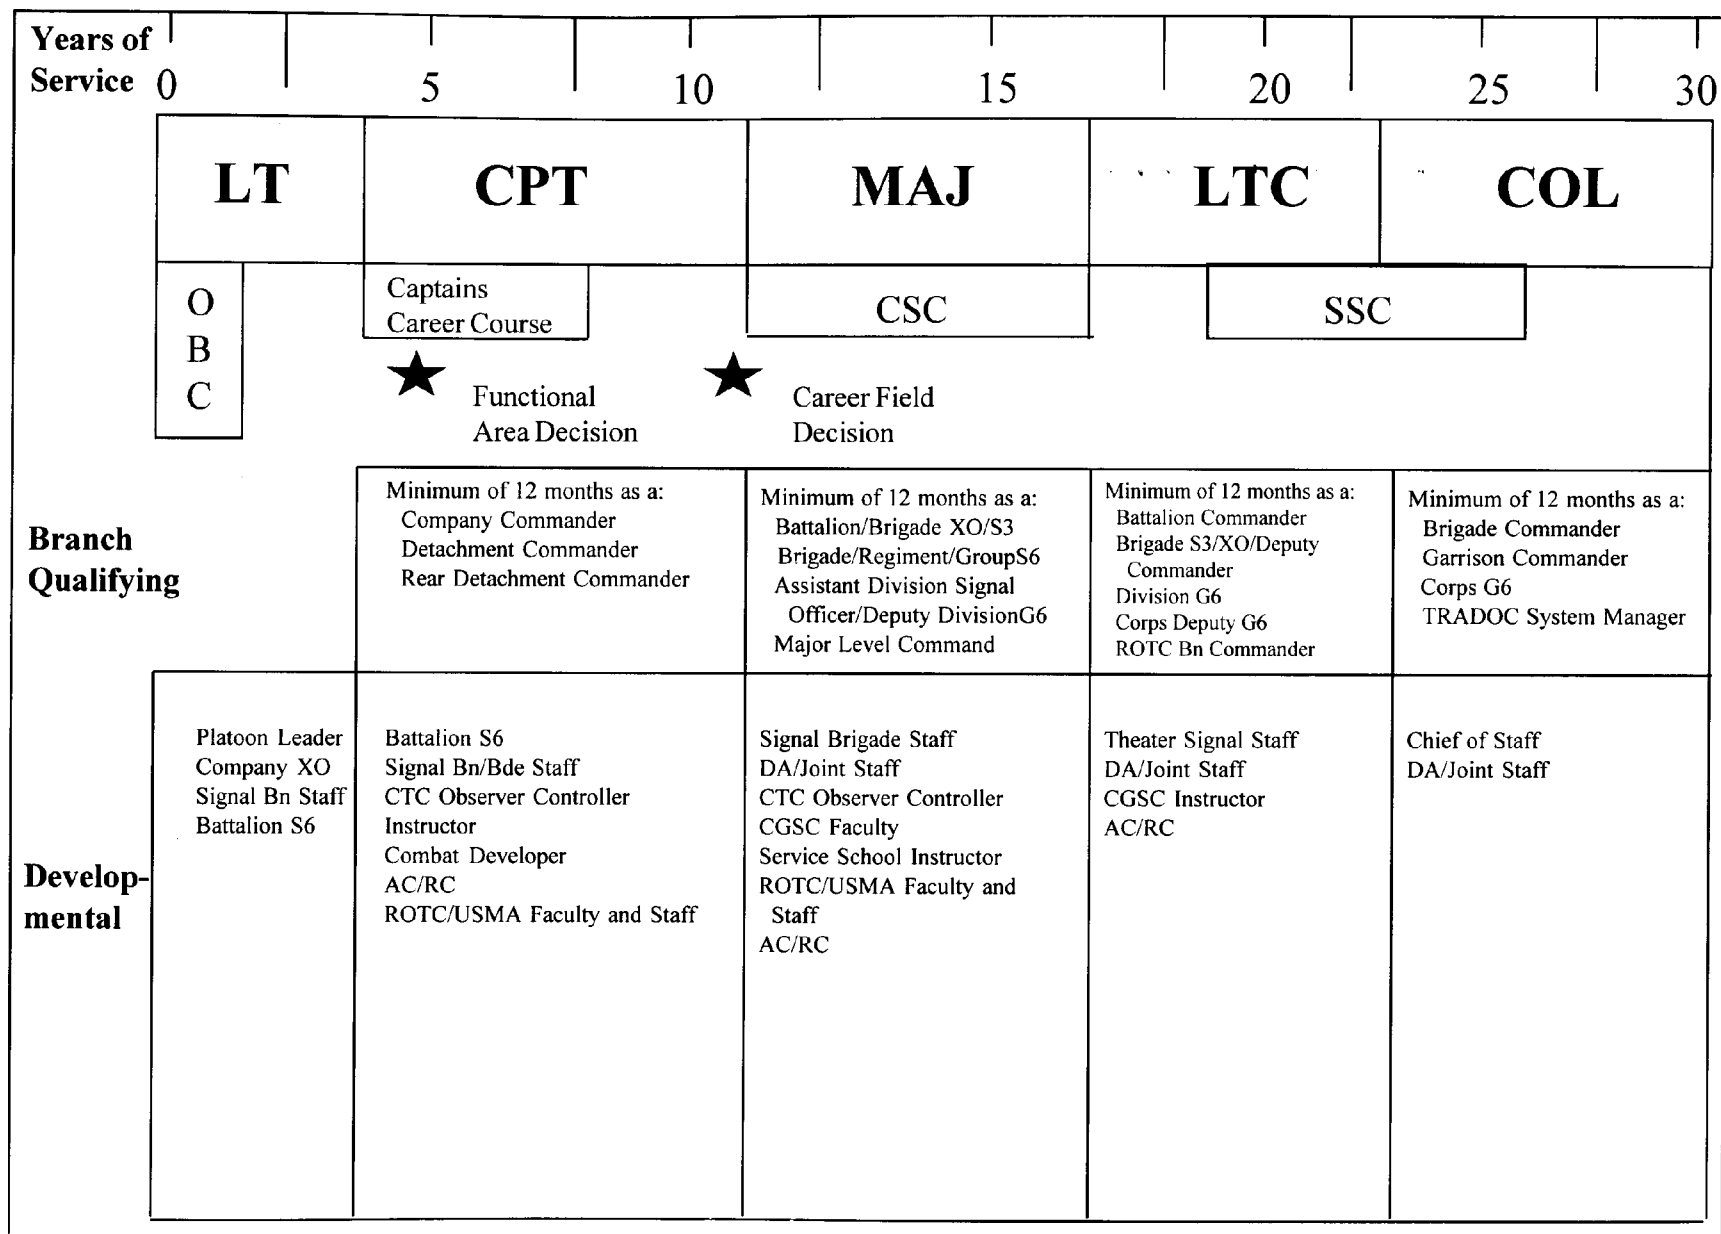 Years of
Service 0 5 10 15 20 25 30
LT CPT MAJ LTC COL
O
B
C
Captains
Career Course
CSC
SSC
Functional
Area Decision
Career Field
Decision
Branch
Qualifying
Minimum of 12 months as a:
Company Commander
Detachment Commander
Rear Detachment Commander
Minimum of 12 months as a:
Battalion/Brigade XO/S3
Brigade/Regiment/GroupS6
Assistant Division Signal
Officer/Deputy DivisionG6
Major Level Command
Minimum of 12 months as a:
Battalion Commander
Brigade S3/XO/Deputy
Commander
Division G6
Corps Deputy G6
ROTC Bn Commander
Minimum of 12 months as a:
Brigade Commander
Garrison Commander
Corps G6
TRADOC System Manager
Develop-
mental
Platoon Leader
Company XO
Signal Bn Staff
Battalion S6
Battalion S6
Signal Bn/Bde Staff
CTC Observer Controller
Instructor
Combat Developer
AC/RC
ROTC/USMA Faculty and Staff
Signal Brigade Staff
DA/Joint Staff
CTC Observer Controller
CGSC Faculty
Service School Instructor
ROTC/USMA Faculty and
Staff
AC/RC
Theater Signal Staff
DA/Joint Staff
CGSC Instructor
AC/RC
Chief of Staff
DA/Joint Staff